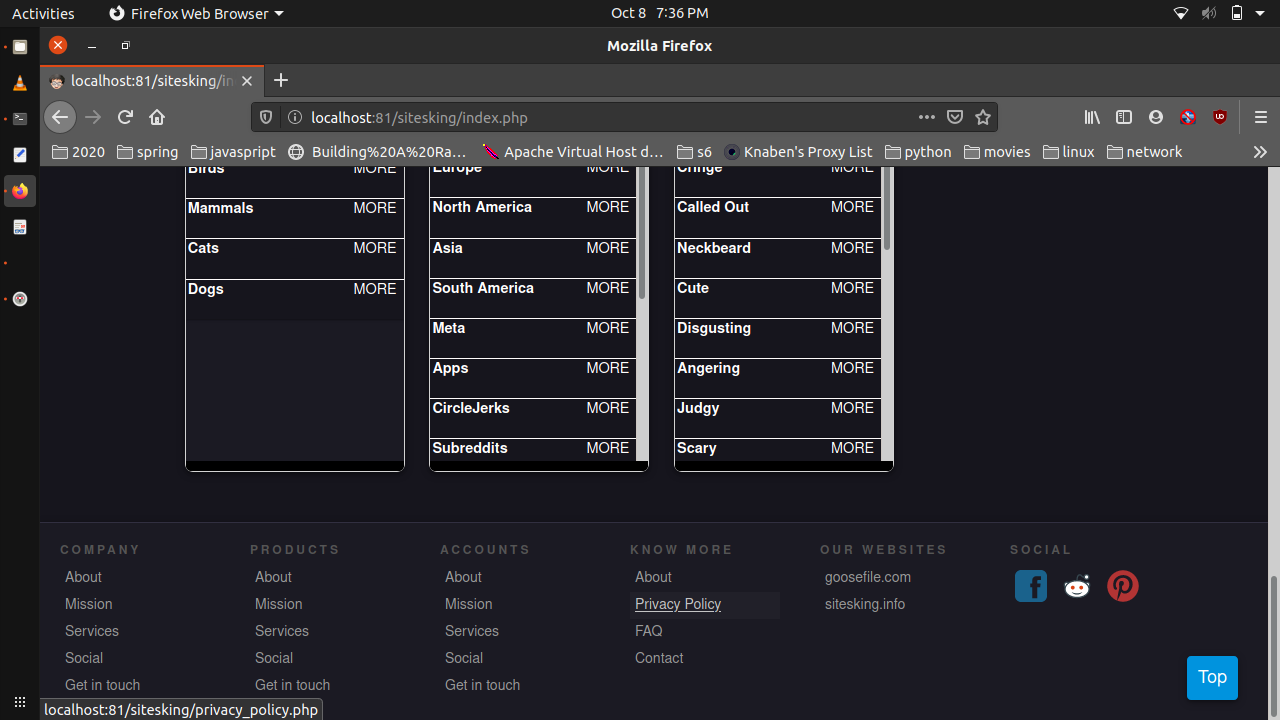 Activities Firefox Web Browser Oct 8 7:36 PM
Mozilla Firefox
localhost:81/sitesking/in
localhost:81/sitesking/index.php
2020 spring javascript Building%20A%20Ra… Apache Virtual Host d… s6 Knaben's Proxy List python movies linux network
Birds MORE Europe MORE Cringe MORE
Mammals MORE North America MORE Called Out MORE
Cats MORE Asia MORE Neckbeard MORE
Dogs MORE South America MORE Cute MORE
Meta MORE Disgusting MORE
Apps MORE Angering MORE
CircleJerks MORE Judgy MORE
Subreddits MORE Scary MORE
COMPANY PRODUCTS ACCOUNTS KNOW MORE OUR WEBSITES SOCIAL
About About About About goosefile.com
Mission Mission Mission Privacy Policy sitesking.info
Services Services Services FAQ
Social Social Social Contact
Get in touch Get in touch Get in touch
Top
localhost:81/sitesking/privacy_policy.php